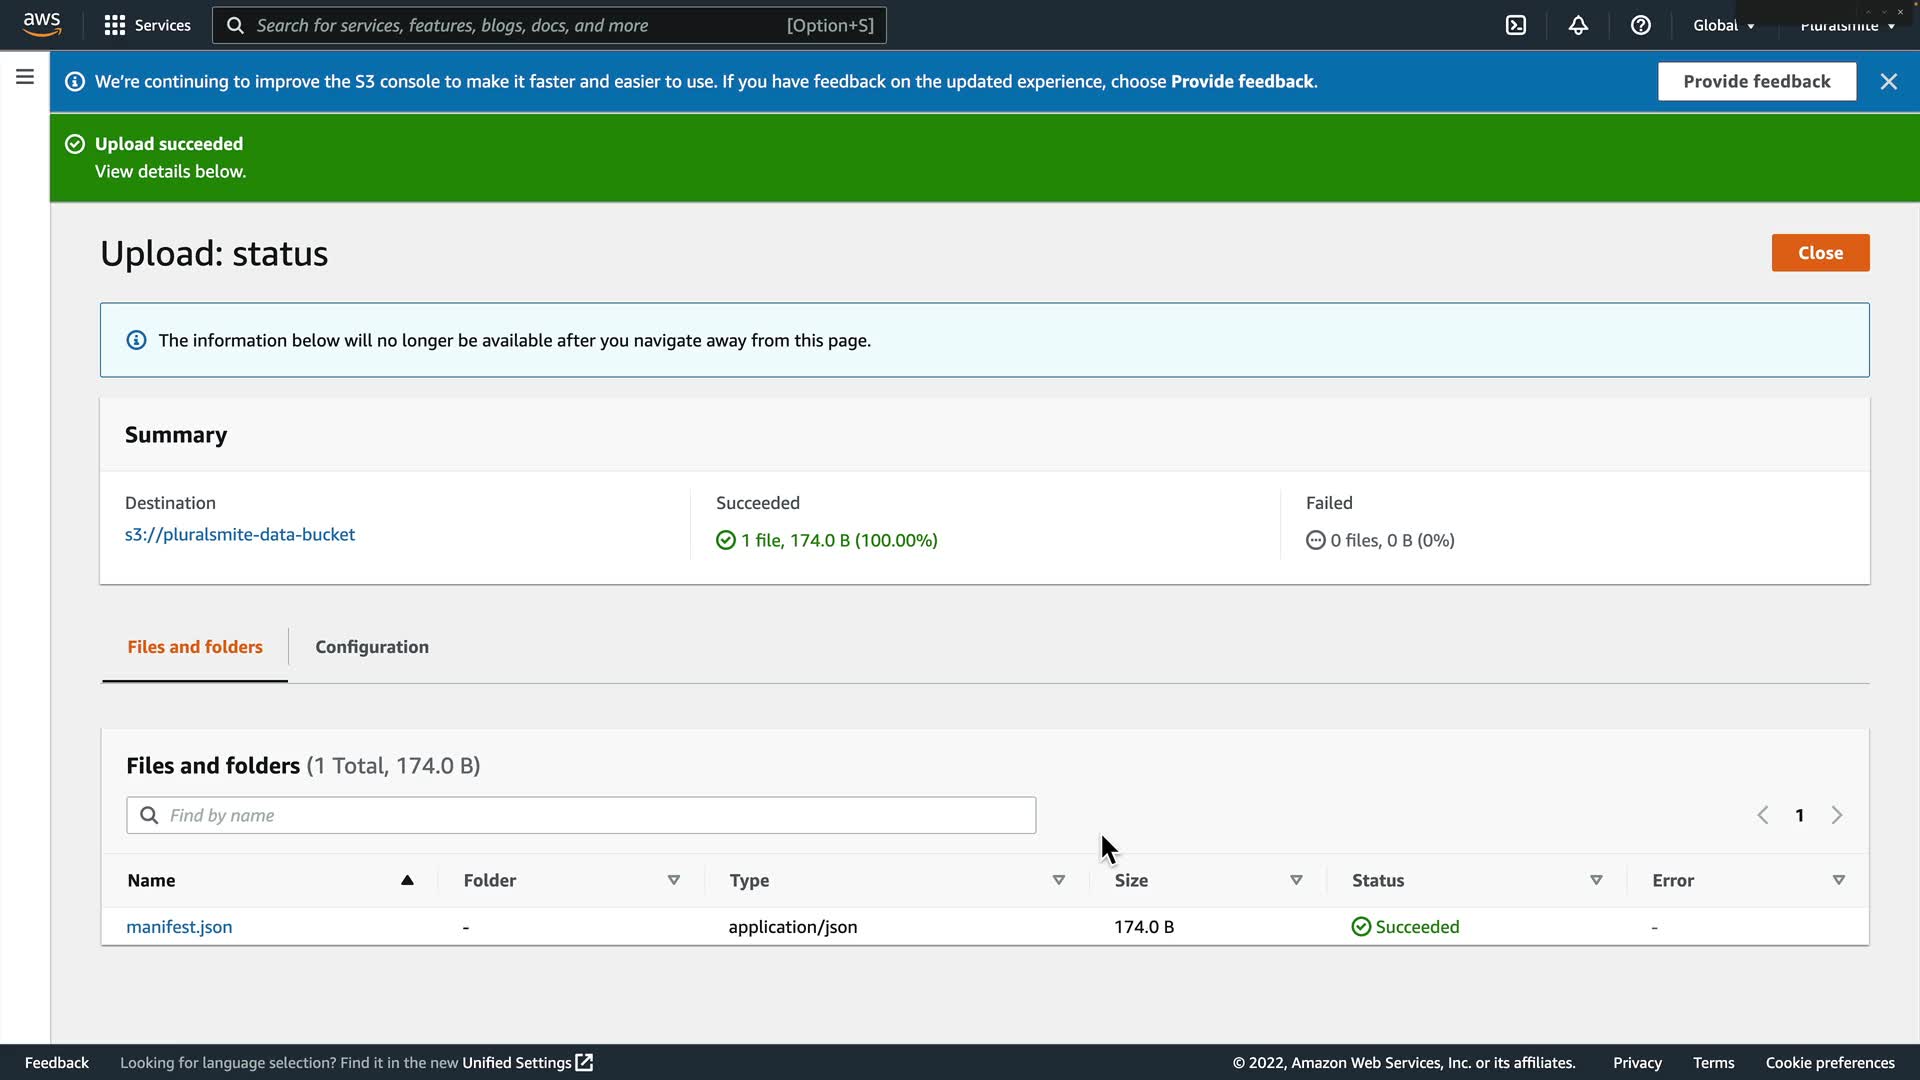 aws
Services
Search for services, features, blogs, docs, and more
[Option+S]
Global
Pluralsmite
We're continuing to improve the S3 console to make it faster and easier to use. If you have feedback on the updated experience, choose Provide feedback.
Provide feedback
Upload succeeded
View details below.
Upload: status
Close
The information below will no longer be available after you navigate away from this page.
Summary
Destination
Succeeded
Failed
s3://pluralsmite-data-bucket
1 file, 174.0 B (100.00%)
0 files, 0 B (0%)
Files and folders
Configuration
Files and folders (1 Total, 174.0 B)
Find by name
1
Name
Folder
Type
Size
Status
Error
manifest.json
-
application/json
174.0 B
Succeeded
-
Feedback
Looking for language selection? Find it in the new Unified Settings
© 2022, Amazon Web Services, Inc. or its affiliates.
Privacy
Terms
Cookie preferences